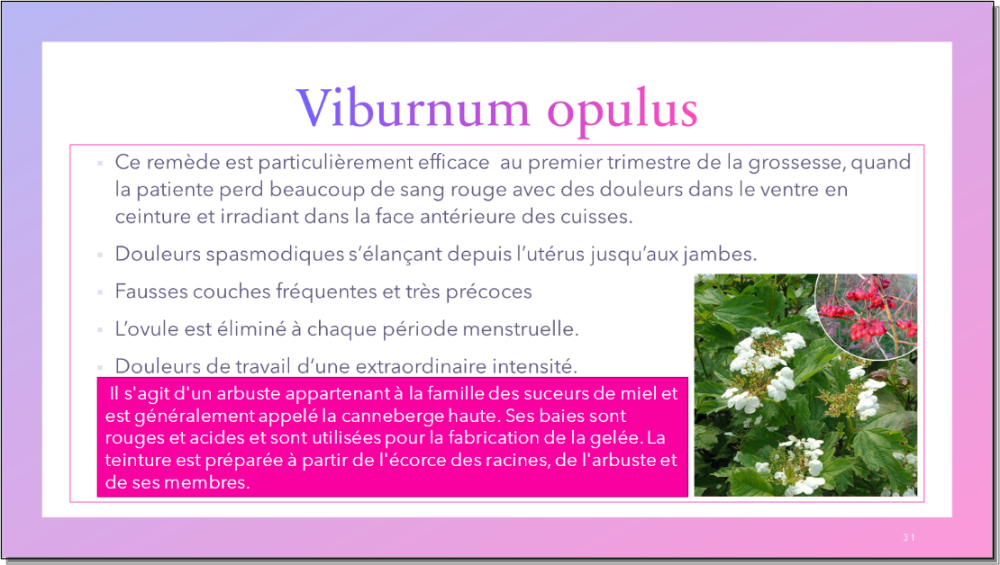 Viburnum opulus
Ce remède est particulièrement efficace  au premier trimestre de la grossesse, quand
la patiente perd beaucoup de sang rouge avec des douleurs dans le ventre en
ceinture et irradiant dans la face antérieure des cuisses.
Douleurs spasmodiques s'élançant depuis l'utérus jusqu'aux jambes.
Fausses couches fréquentes et très précoces
L'ovule est éliminé à chaque période menstruelle.
Douleurs de travail d'une extraordinaire intensité.
Il s'agit d'un arbuste appartenant à la famille des suceurs de miel et
est généralement appelé la canneberge haute. Ses baies sont
rouges et acides et sont utilisées pour la fabrication de la gelée. La
teinture est préparée à partir de l'écorce des racines, de l'arbuste et
de ses membres.
31